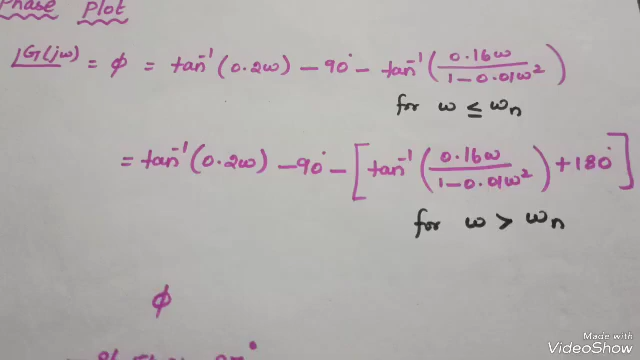 Phase Plot
∠G(jω) = φ = tan⁻¹(0.2ω) − 90° − tan⁻¹(0.16ω / 1−0.01ω²)
for ω ≤ ωn
= tan⁻¹(0.2ω) − 90° − [tan⁻¹(0.16ω / 1−0.01ω²) + 180°]
for ω > ωn
φ
Made with
VideoShow